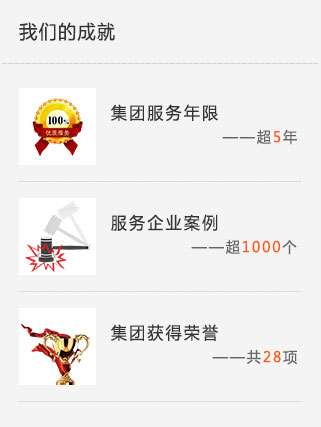 我们的成就
100%
优质服务
集团服务年限
——超5年
服务企业案例
——超1000个
集团获得荣誉
——共28项